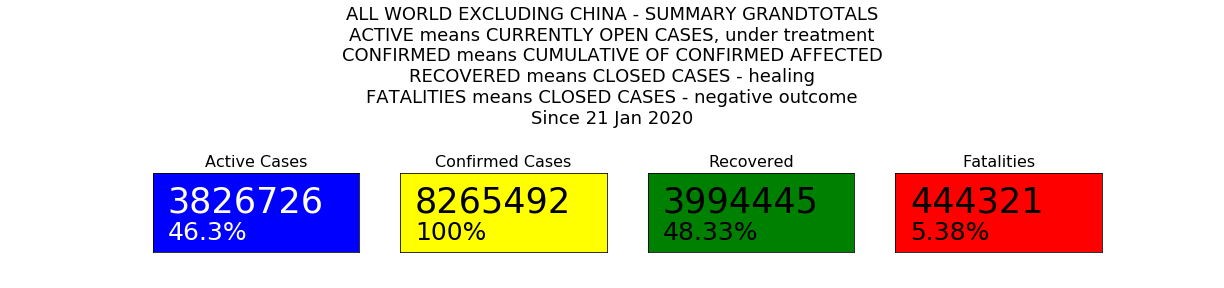 ALL WORLD EXCLUDING CHINA - SUMMARY GRANDTOTALS
ACTIVE means CURRENTLY OPEN CASES, under treatment
CONFIRMED means CUMULATIVE OF CONFIRMED AFFECTED
RECOVERED means CLOSED CASES - healing
FATALITIES means CLOSED CASES - negative outcome
Since 21 Jan 2020
Active Cases
3826726
46.3%
Confirmed Cases
8265492
100%
Recovered
3994445
48.33%
Fatalities
444321
5.38%